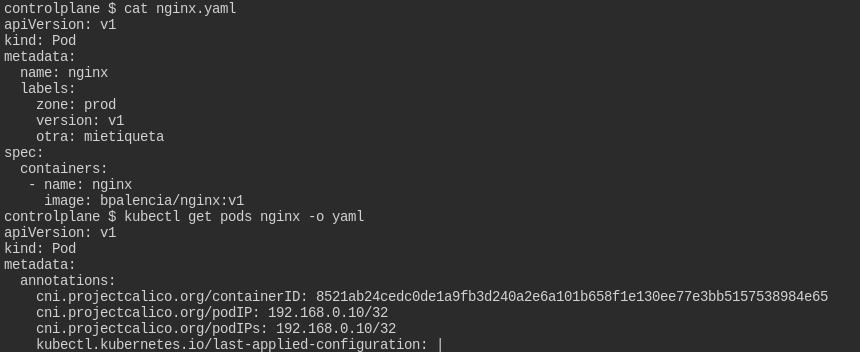 controlplane $ cat nginx.yaml
apiVersion: v1
kind: Pod
metadata:
  name: nginx
  labels:
    zone: prod
    version: v1
    otra: mietiqueta
spec:
  containers:
   - name: nginx
     image: bpalencia/nginx:v1
controlplane $ kubectl get pods nginx -o yaml
apiVersion: v1
kind: Pod
metadata:
  annotations:
    cni.projectcalico.org/containerID: 8521ab24cedc0de1a9fb3d240a2e6a101b658f1e130ee77e3bb5157538984e65
    cni.projectcalico.org/podIP: 192.168.0.10/32
    cni.projectcalico.org/podIPs: 192.168.0.10/32
    kubectl.kubernetes.io/last-applied-configuration: |